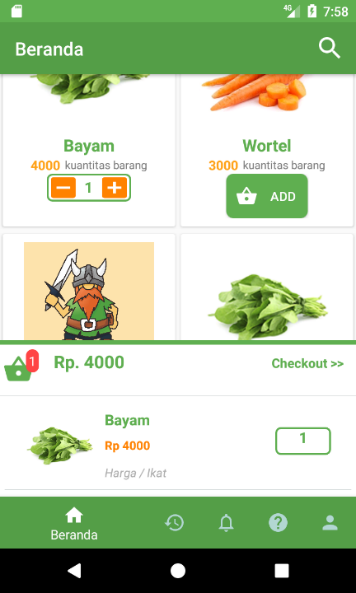 4G 7:58
Beranda
Bayam Wortel
4000 kuantitas barang 3000 kuantitas barang
1 ADD
1 Rp. 4000 Checkout >>
Bayam
Rp 4000 1
Harga / Ikat
Beranda